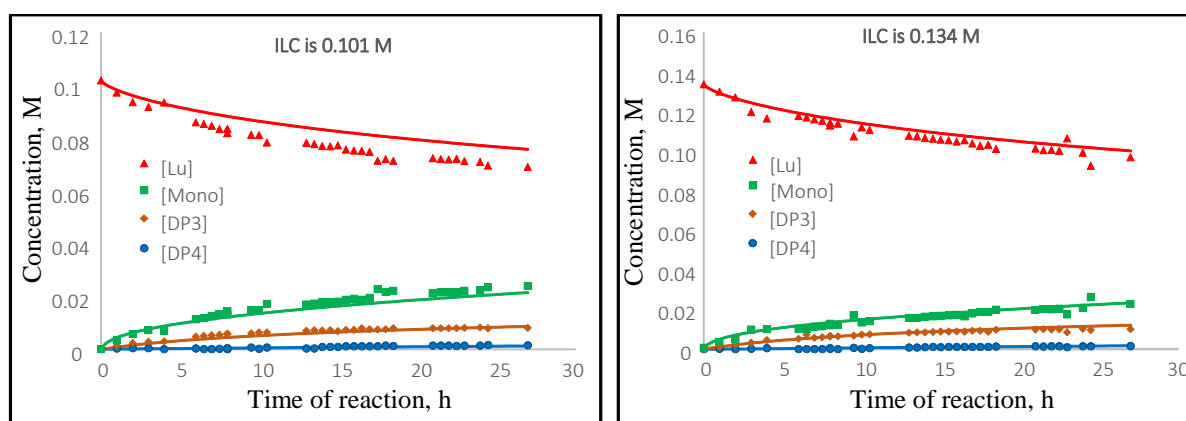 ILC is 0.101 M
0.12
0.1
0.08
0.06
0.04
0.02
0
Concentration, M
[Lu]
[Mono]
[DP3]
[DP4]
0 5 10 15 20 25 30
Time of reaction, h
ILC is 0.134 M
0.16
0.14
0.12
0.10
0.08
0.06
0.04
0.02
0
Concentration, M
[Lu]
[Mono]
[DP3]
[DP4]
0 5 10 15 20 25 30
Time of reaction, h